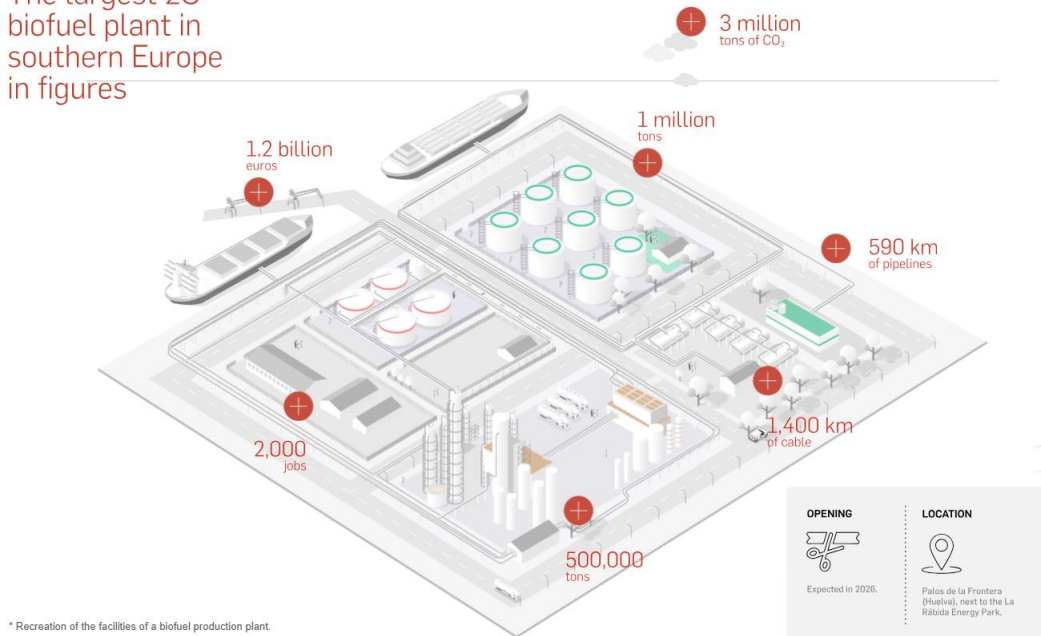 The largest 2G
biofuel plant in
southern Europe
in figures
3 million
tons of CO₂
1 million
tons
1.2 billion
euros
590 km
of pipelines
1,400 km
of cable
2,000
jobs
500,000
tons
OPENING
Expected in 2026.
LOCATION
Palos de la Frontera
(Huelva), next to the La
Rábida Energy Park.
* Recreation of the facilities of a biofuel production plant.